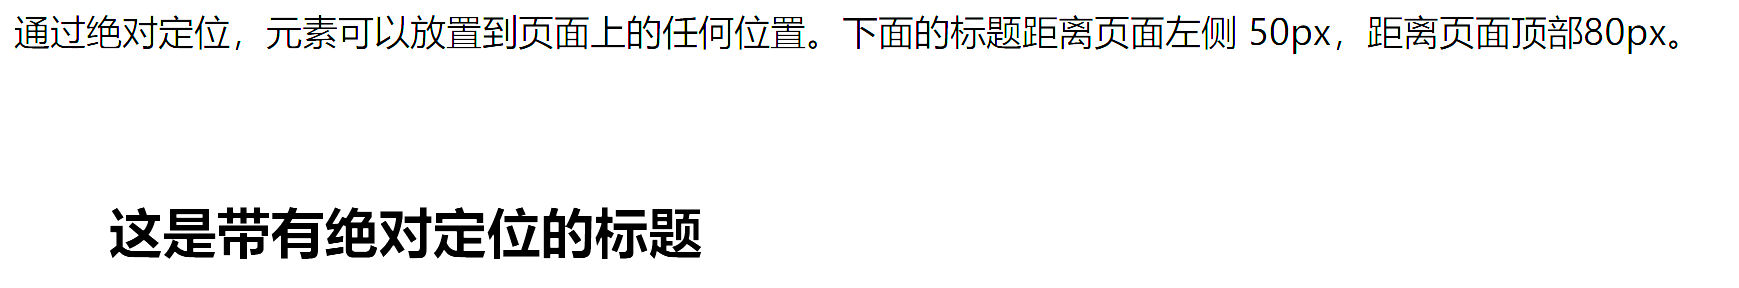 通过绝对定位，元素可以放置到页面上的任何位置。下面的标题距离页面左侧 50px，距离页面顶部80px。
这是带有绝对定位的标题